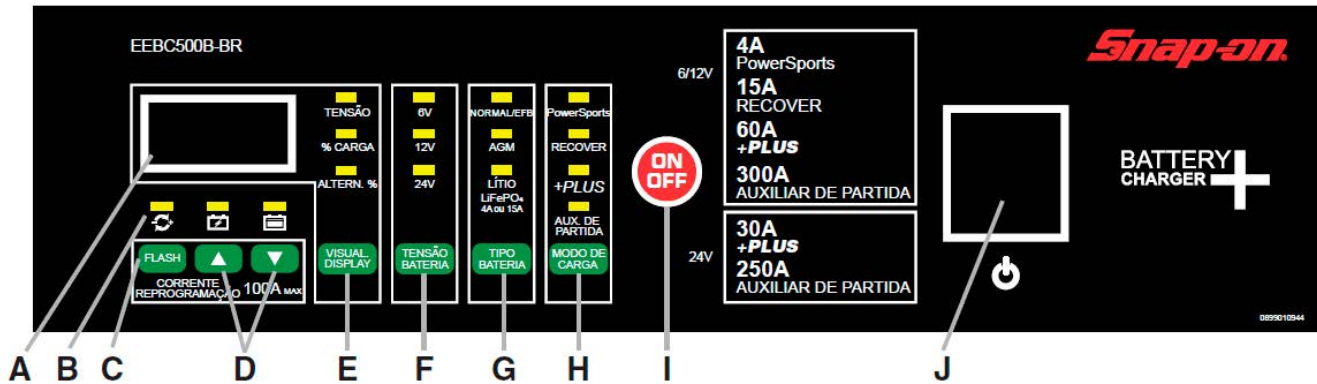 EEBC500B-BR
TENSÃO
% CARGA
ALTERN. %
VISUAL.
DISPLAY
6V
12V
24V
TENSÃO
BATERIA
NORMAL/EFB
AGM
LÍTIO
LiFePO₄
4A ou 15A
TIPO
BATERIA
PowerSports
RECOVER
+PLUS
AUX. DE
PARTIDA
MODO DE
CARGA
FLASH
CORRENTE
REPROGRAMAÇÃO 100A MAX
ON
OFF
6/12V
4A
PowerSports
15A
RECOVER
60A
+PLUS
300A
AUXILIAR DE PARTIDA
24V
30A
+PLUS
250A
AUXILIAR DE PARTIDA
Snap-on
BATTERY
CHARGER
0899010944
A B C D E F G H I J